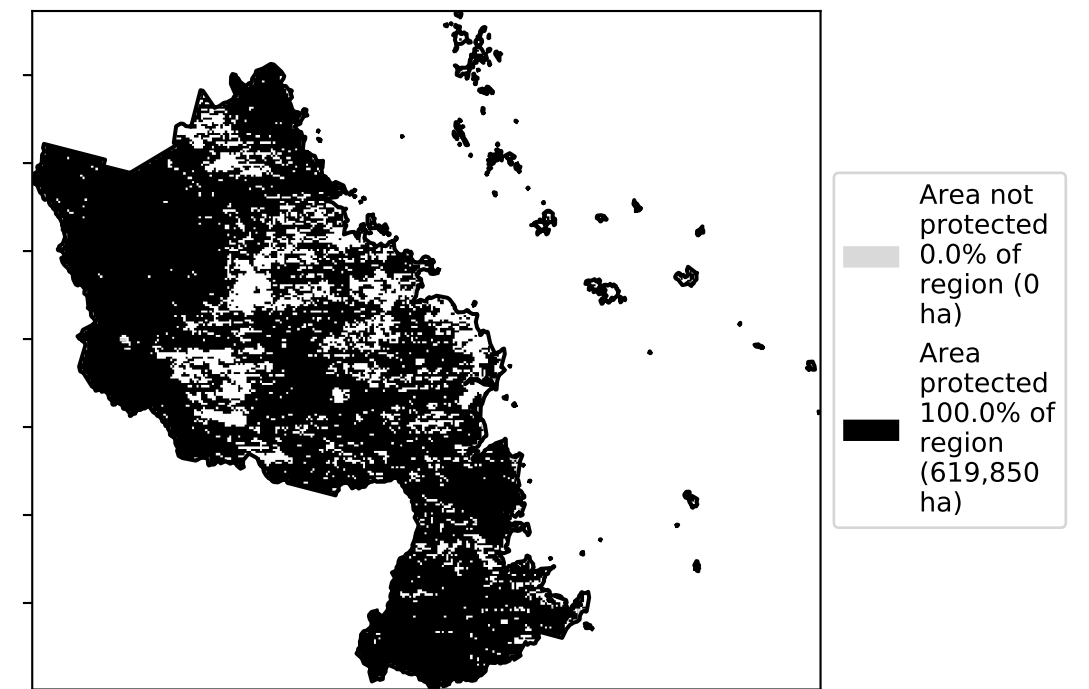 Area not
protected
0.0% of
region (0
ha)
Area
protected
100.0% of
region
(619,850
ha)